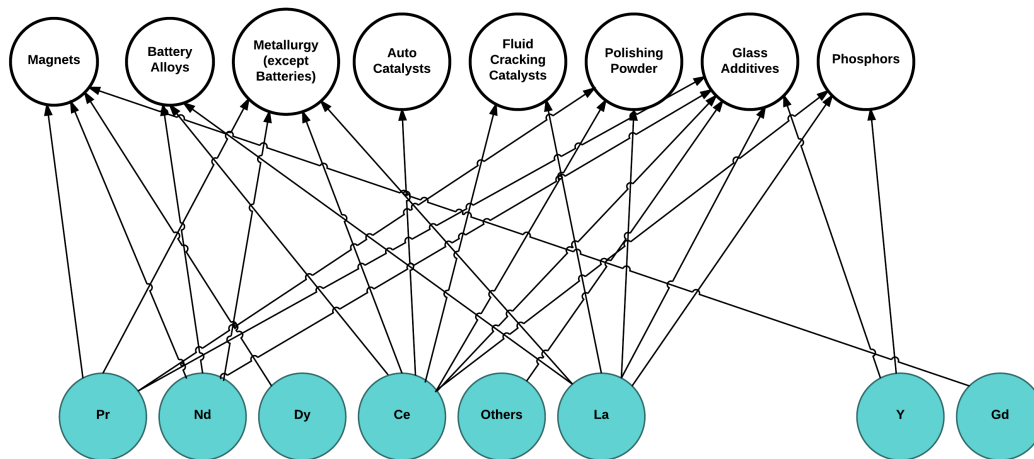 Magnets
Battery
Alloys
Metallurgy
(except
Batteries)
Auto
Catalysts
Fluid
Cracking
Catalysts
Polishing
Powder
Glass
Additives
Phosphors
Pr
Nd
Dy
Ce
Others
La
Y
Gd